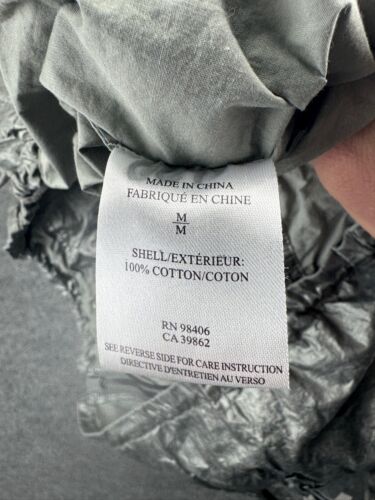 MADE IN CHINA
FABRIQUÉ EN CHINE
M
M
SHELL/EXTÉRIEUR:
100% COTTON/COTON
RN 98406
CA 39862
SEE REVERSE SIDE FOR CARE INSTRUCTION
DIRECTIVE D'ENTRETIEN AU VERSO